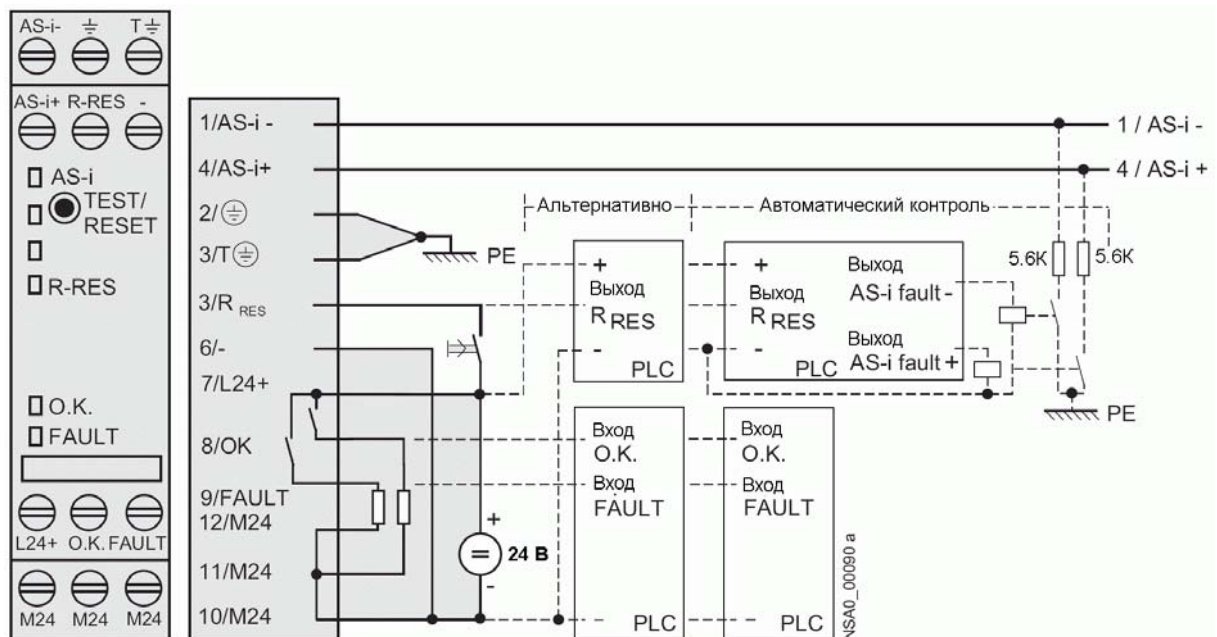 AS-i- ⏚ T⏚
AS-i+ R-RES -
AS-i
TEST/
RESET
R-RES
O.K.
FAULT
L24+ O.K. FAULT
M24 M24 M24
1/AS-i -
4/AS-i+
2/⏚
3/T⏚
3/R RES
6/-
7/L24+
8/OK
9/FAULT
12/M24
11/M24
10/M24
PE
+
24 В
-
1 / AS-i -
4 / AS-i +
Альтернативно
Автоматический контроль
+
Выход
R RES
-
PLC
+
Выход
R RES
-
PLC
Выход
AS-i fault -
Выход
AS-i fault +
5.6К
5.6К
PE
Вход
О.К.
Вход
FAULT
-
PLC
Вход
О.К.
Вход
FAULT
-
PLC
NSA0_00090 a